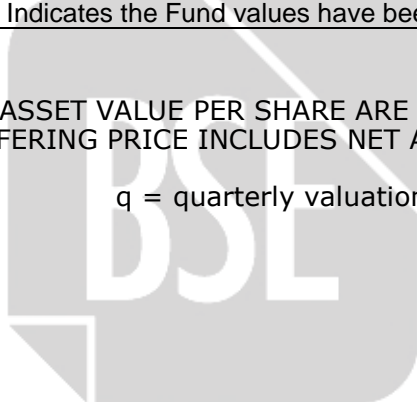 Indicates the Fund values have bee
ASSET VALUE PER SHARE ARE
FERING PRICE INCLUDES NET A
q = quarterly valuation
BSE